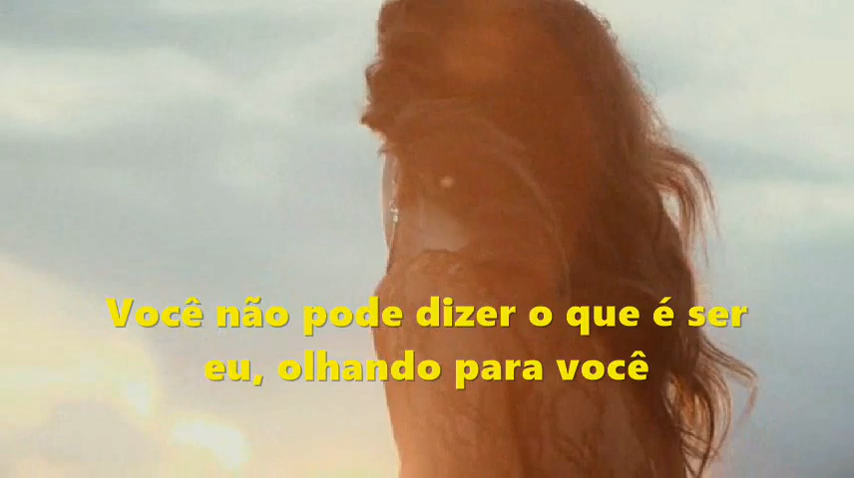 Você não pode dizer o que é ser
eu, olhando para você